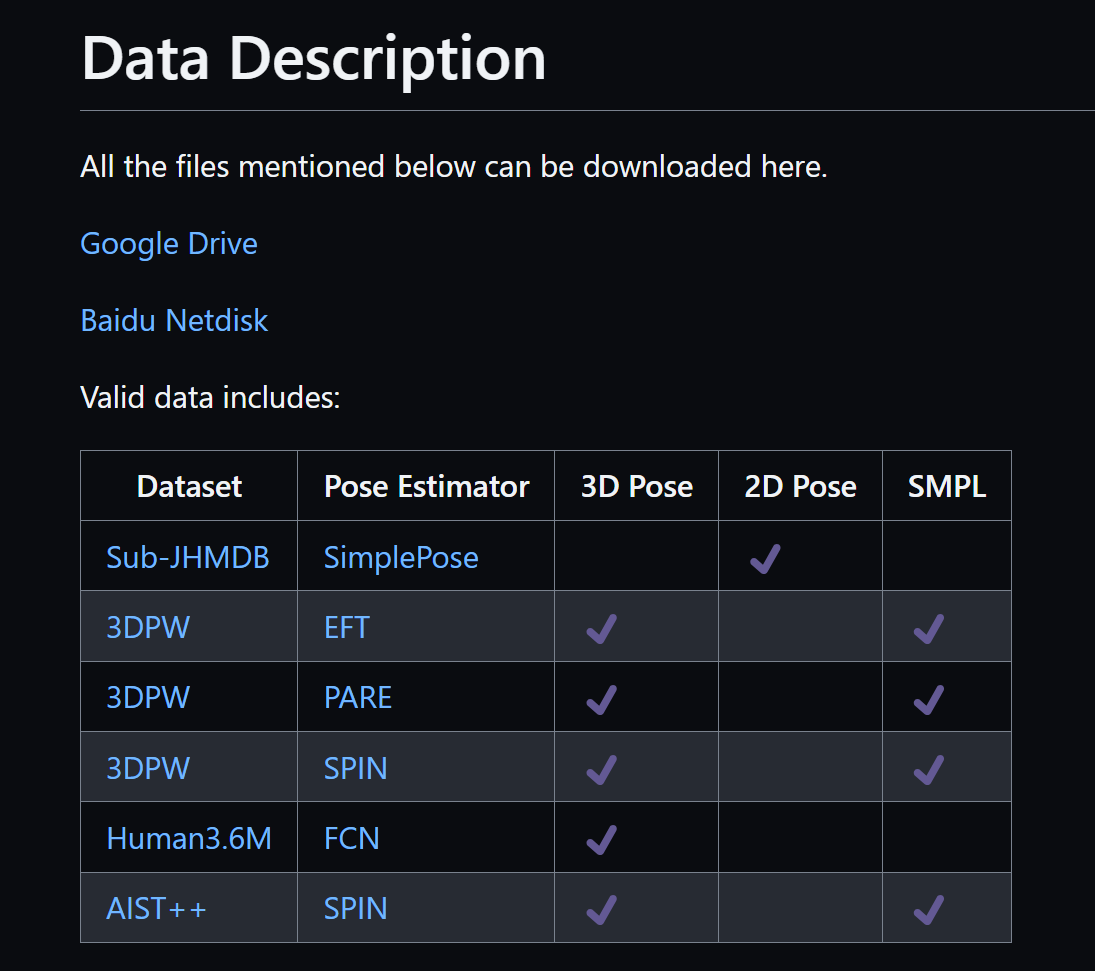 Data Description
All the files mentioned below can be downloaded here.
Google Drive
Baidu Netdisk
Valid data includes:
Dataset Pose Estimator 3D Pose 2D Pose SMPL
Sub-JHMDB SimplePose ✔
3DPW EFT ✔ ✔
3DPW PARE ✔ ✔
3DPW SPIN ✔ ✔
Human3.6M FCN ✔
AIST++ SPIN ✔ ✔